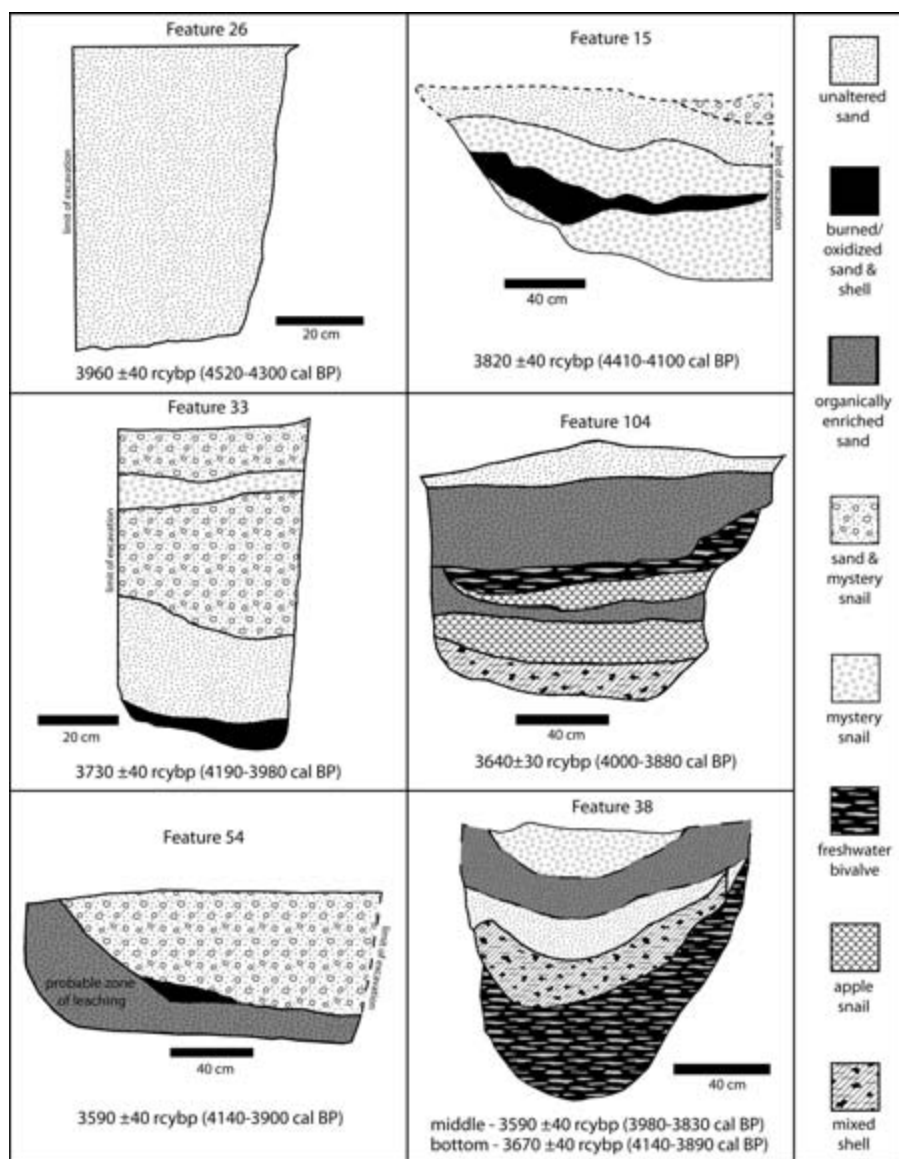 Feature 26
limit of excavation
20 cm
3960 ±40 rcybp (4520-4300 cal BP)
Feature 15
limit of excavation
40 cm
3820 ±40 rcybp (4410-4100 cal BP)
Feature 33
limit of excavation
20 cm
3730 ±40 rcybp (4190-3980 cal BP)
Feature 104
40 cm
3640±30 rcybp (4000-3880 cal BP)
Feature 54
probable zone
of leaching
limit of excavation
40 cm
3590 ±40 rcybp (4140-3900 cal BP)
Feature 38
40 cm
middle - 3590 ±40 rcybp (3980-3830 cal BP)
bottom - 3670 ±40 rcybp (4140-3890 cal BP)
unaltered
sand
burned/
oxidized
sand &
shell
organically
enriched
sand
sand &
mystery
snail
mystery
snail
freshwater
bivalve
apple
snail
mixed
shell